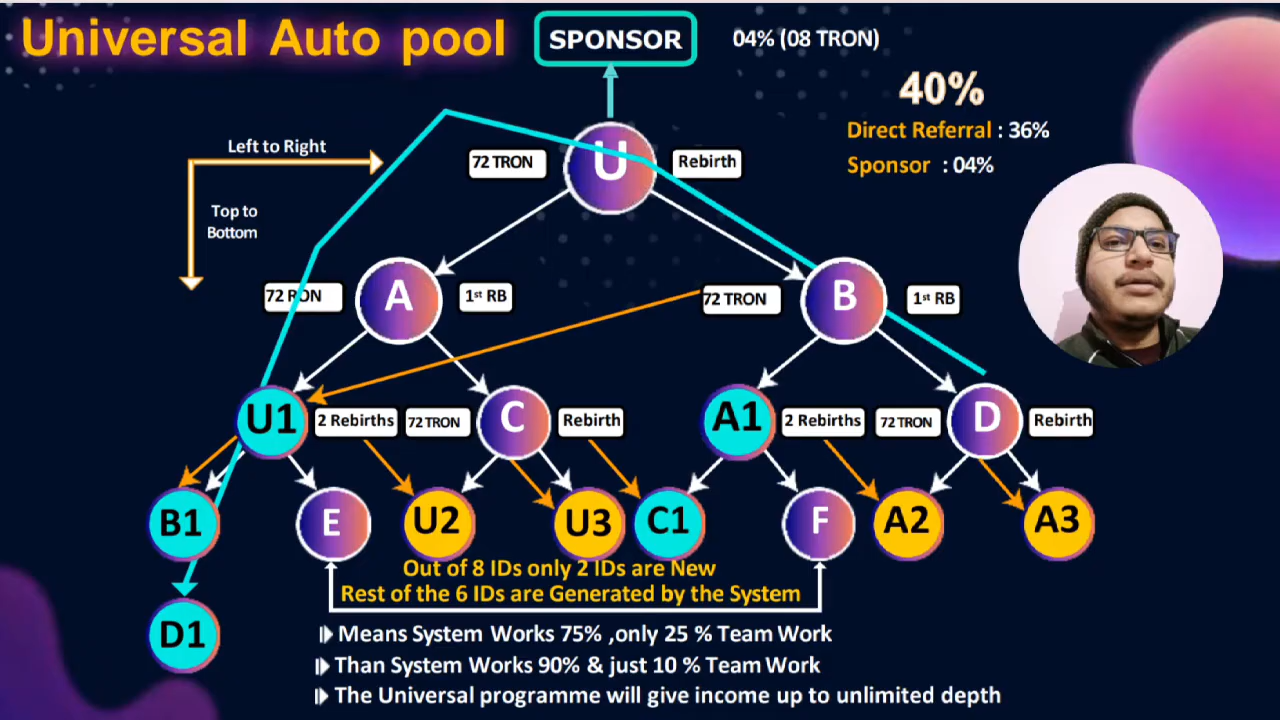 Universal Auto pool
SPONSOR
04% (08 TRON)
40%
Direct Referral : 36%
Sponsor : 04%
Left to Right
Top to
Bottom
72 TRON
U
Rebirth
72 RON
A
1st RB
72 TRON
B
1st RB
U1
2 Rebirths
72 TRON
C
Rebirth
A1
2 Rebirths
72 TRON
D
Rebirth
B1
E
U2
U3
C1
F
A2
A3
Out of 8 IDs only 2 IDs are New
Rest of the 6 IDs are Generated by the System
D1
Means System Works 75% ,only 25 % Team Work
Than System Works 90% & just 10 % Team Work
The Universal programme will give income up to unlimited depth